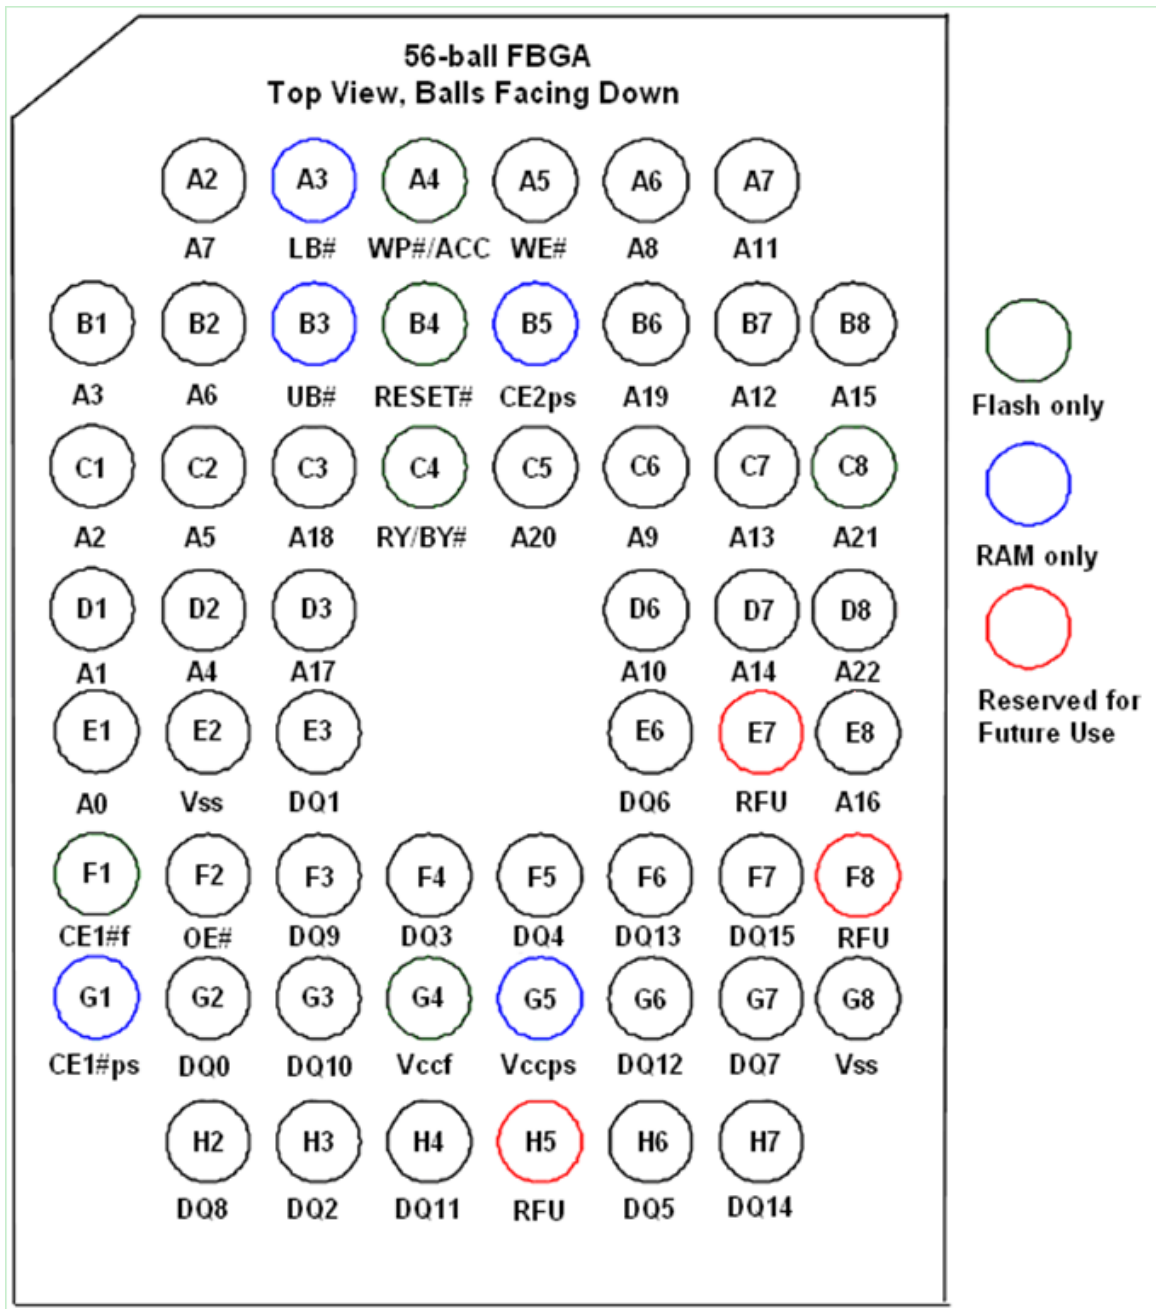 56-ball FBGA
Top View, Balls Facing Down
A2 A3 A4 A5 A6 A7
A7 LB# WP#/ACC WE# A8 A11
B1 B2 B3 B4 B5 B6 B7 B8
A3 A6 UB# RESET# CE2ps A19 A12 A15
C1 C2 C3 C4 C5 C6 C7 C8
A2 A5 A18 RY/BY# A20 A9 A13 A21
D1 D2 D3 D6 D7 D8
A1 A4 A17 A10 A14 A22
E1 E2 E3 E6 E7 E8
A0 Vss DQ1 DQ6 RFU A16
F1 F2 F3 F4 F5 F6 F7 F8
CE1#f OE# DQ9 DQ3 DQ4 DQ13 DQ15 RFU
G1 G2 G3 G4 G5 G6 G7 G8
CE1#ps DQ0 DQ10 Vccf Vccps DQ12 DQ7 Vss
H2 H3 H4 H5 H6 H7
DQ8 DQ2 DQ11 RFU DQ5 DQ14
Flash only
RAM only
Reserved for
Future Use